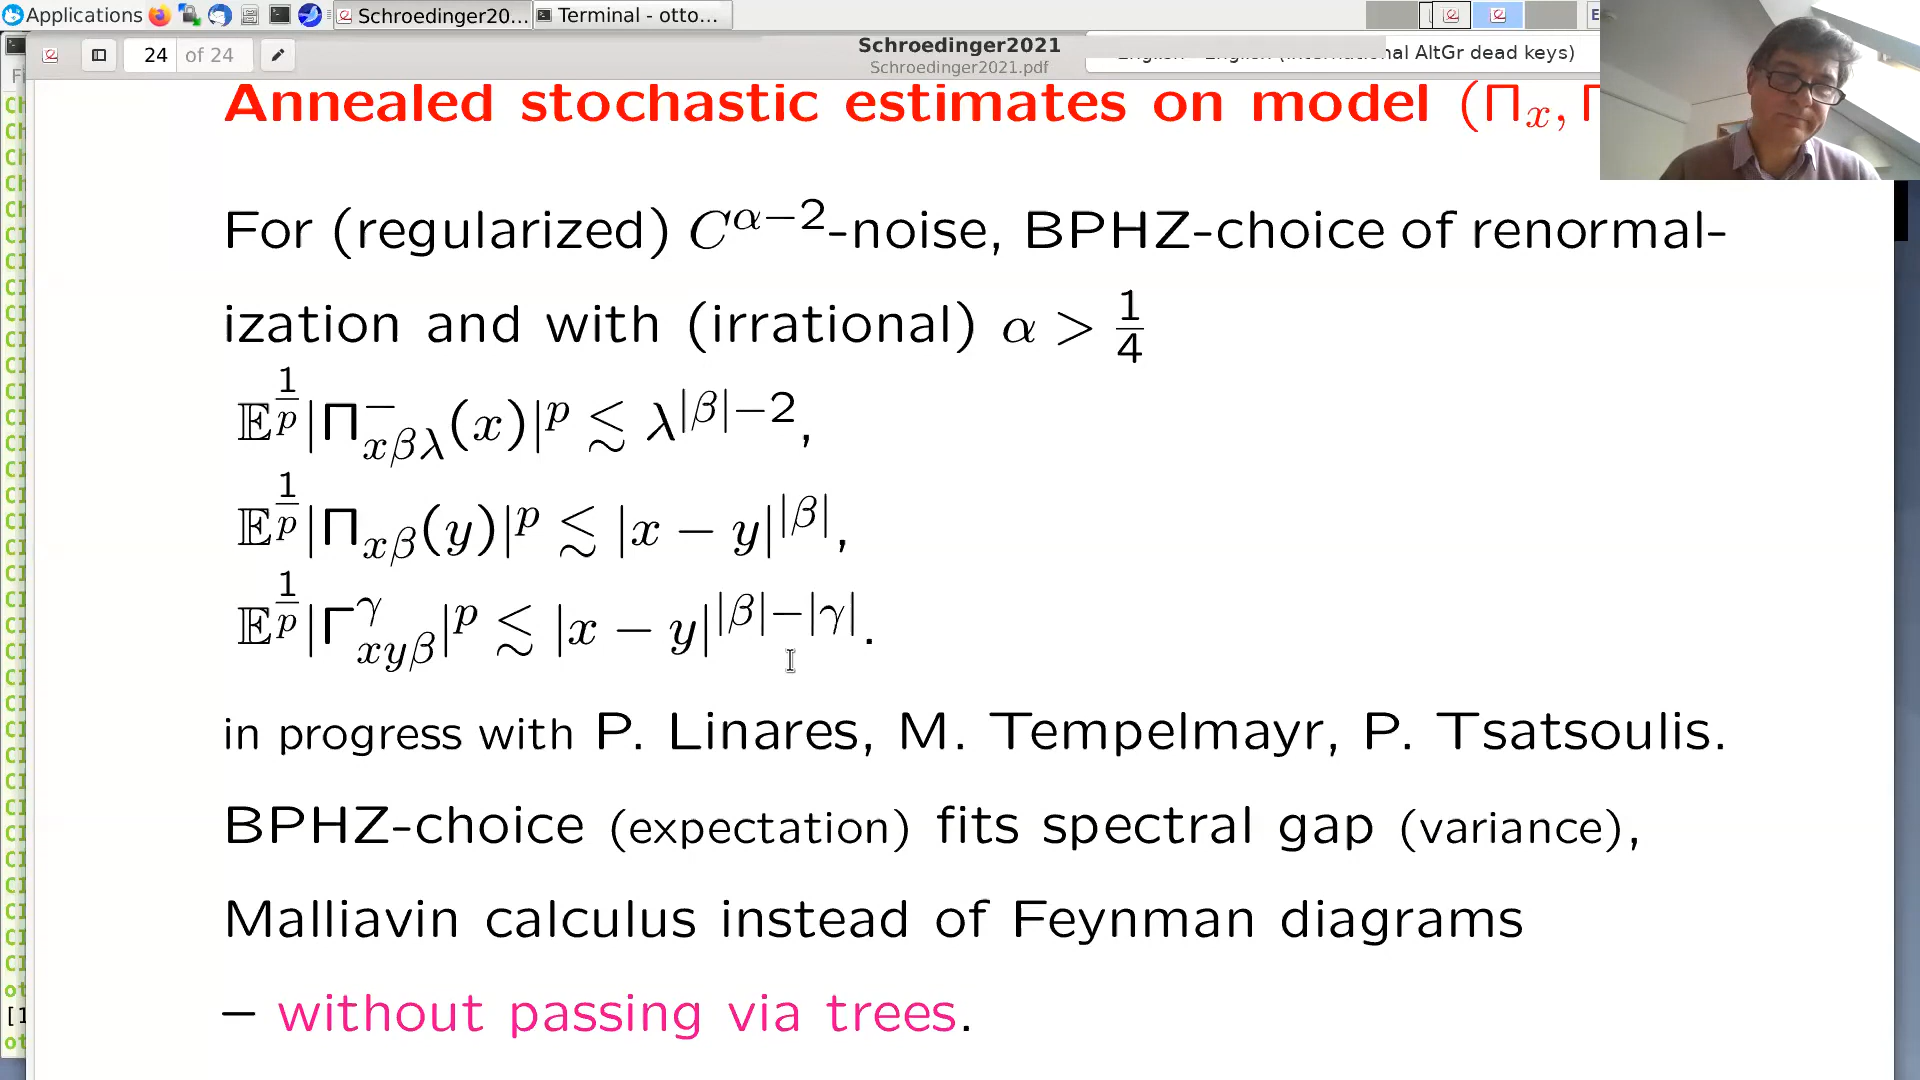 Applications Schroedinger20... Terminal - otto...
24 of 24
Schroedinger2021
Schroedinger2021.pdf
nal AltGr dead keys)
Annealed stochastic estimates on model (Πₓ,
For (regularized) C^{α−2}-noise, BPHZ-choice of renormal-
ization and with (irrational) α > 1/4
𝔼^{1/p}|Π^−_{xβλ}(x)|^p ≲ λ^{|β|−2},
𝔼^{1/p}|Π_{xβ}(y)|^p ≲ |x − y|^{|β|},
𝔼^{1/p}|Γ^γ_{xyβ}|^p ≲ |x − y|^{|β|−|γ|}.
in progress with P. Linares, M. Tempelmayr, P. Tsatsoulis.
BPHZ-choice (expectation) fits spectral gap (variance),
Malliavin calculus instead of Feynman diagrams
– without passing via trees.